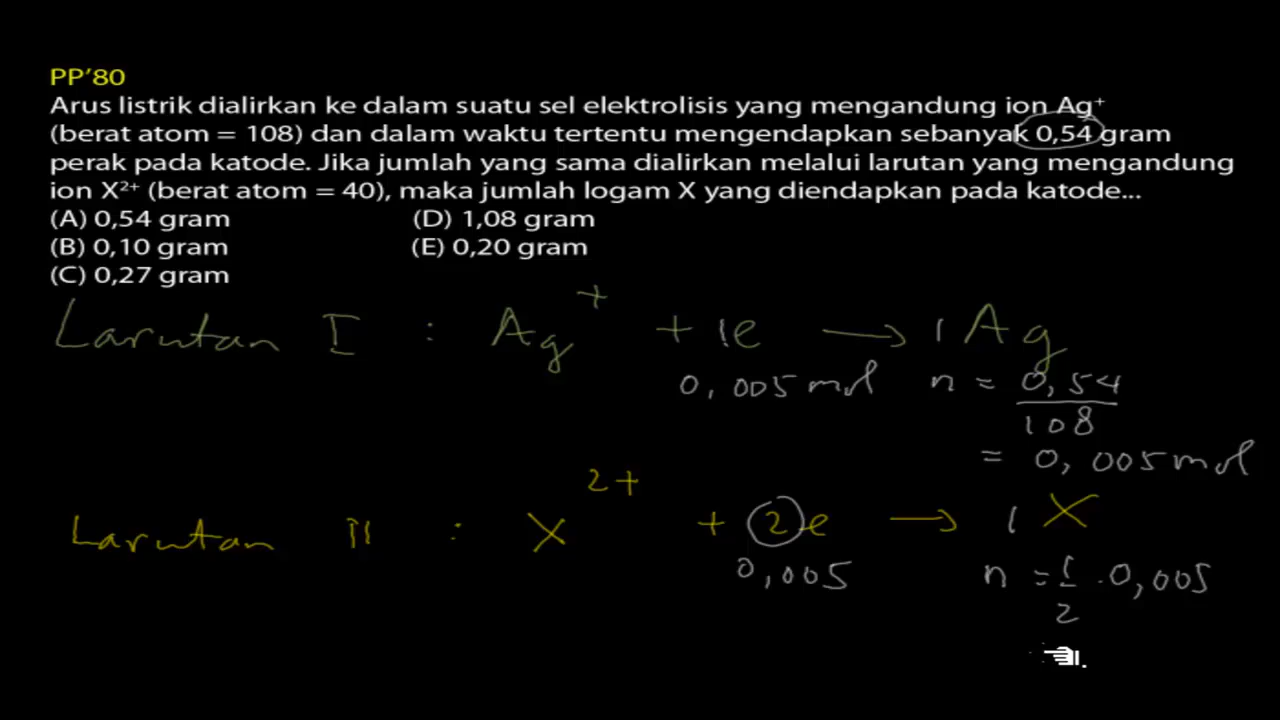 PP'80
Arus listrik dialirkan ke dalam suatu sel elektrolisis yang mengandung ion Ag⁺
(berat atom = 108) dan dalam waktu tertentu mengendapkan sebanyak 0,54 gram
perak pada katode. Jika jumlah yang sama dialirkan melalui larutan yang mengandung
ion X²⁺ (berat atom = 40), maka jumlah logam X yang diendapkan pada katode...
(A) 0,54 gram (D) 1,08 gram
(B) 0,10 gram (E) 0,20 gram
(C) 0,27 gram
Larutan I : Ag⁺ + 1e → 1 Ag
0,005 mol n = 0,54
108
= 0,005 mol
Larutan II : X²⁺ + 2e → 1 X
0,005 n = 1/2 . 0,005